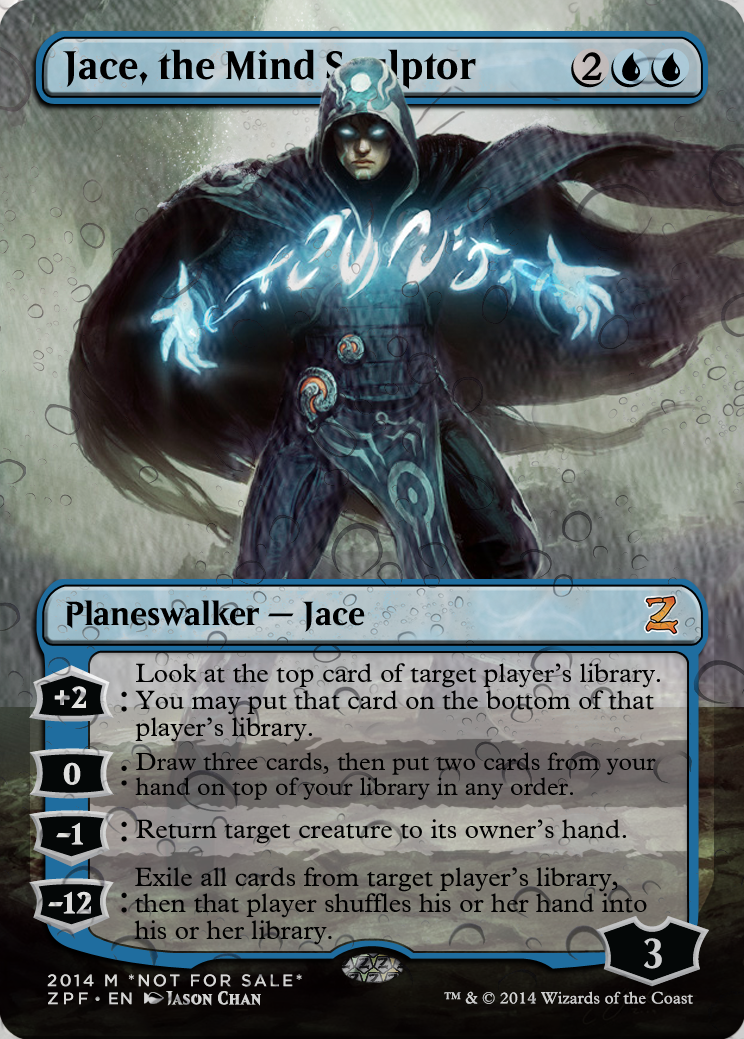 Jace, the Mind Sculptor 2
Planeswalker — Jace Z
+2 : Look at the top card of target player's library.
You may put that card on the bottom of that
player's library.
0 : Draw three cards, then put two cards from your
hand on top of your library in any order.
-1 : Return target creature to its owner's hand.
-12 : Exile all cards from target player's library,
then that player shuffles his or her hand into
his or her library.
3
2014 M *NOT FOR SALE*
ZPF • EN Jason Chan
™ & © 2014 Wizards of the Coast